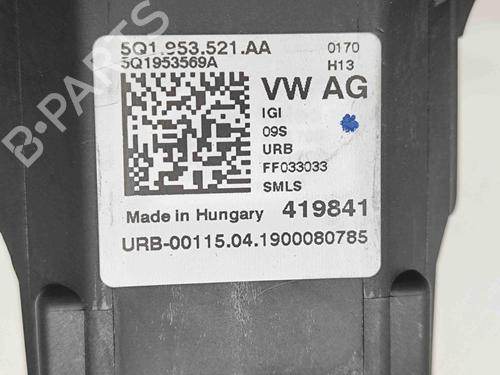 5Q1.953.521.AA 0170
5Q1953569A H13
VW AG
IGI
09S
URB
FF033033
SMLS
Made in Hungary 419841
URB-00115.04.1900080785
B-PARTS